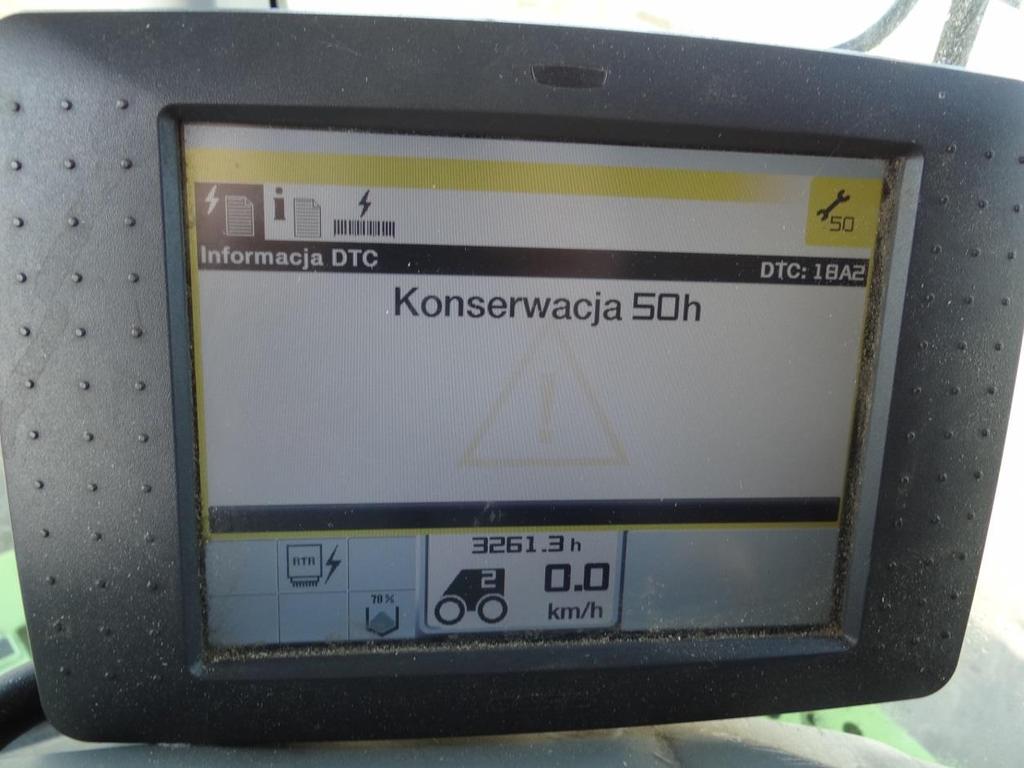 50
Informacja DTC
DTC: 18A2
Konserwacja 50h
3261.3 h
RTR
2
0.0
km/h
78%